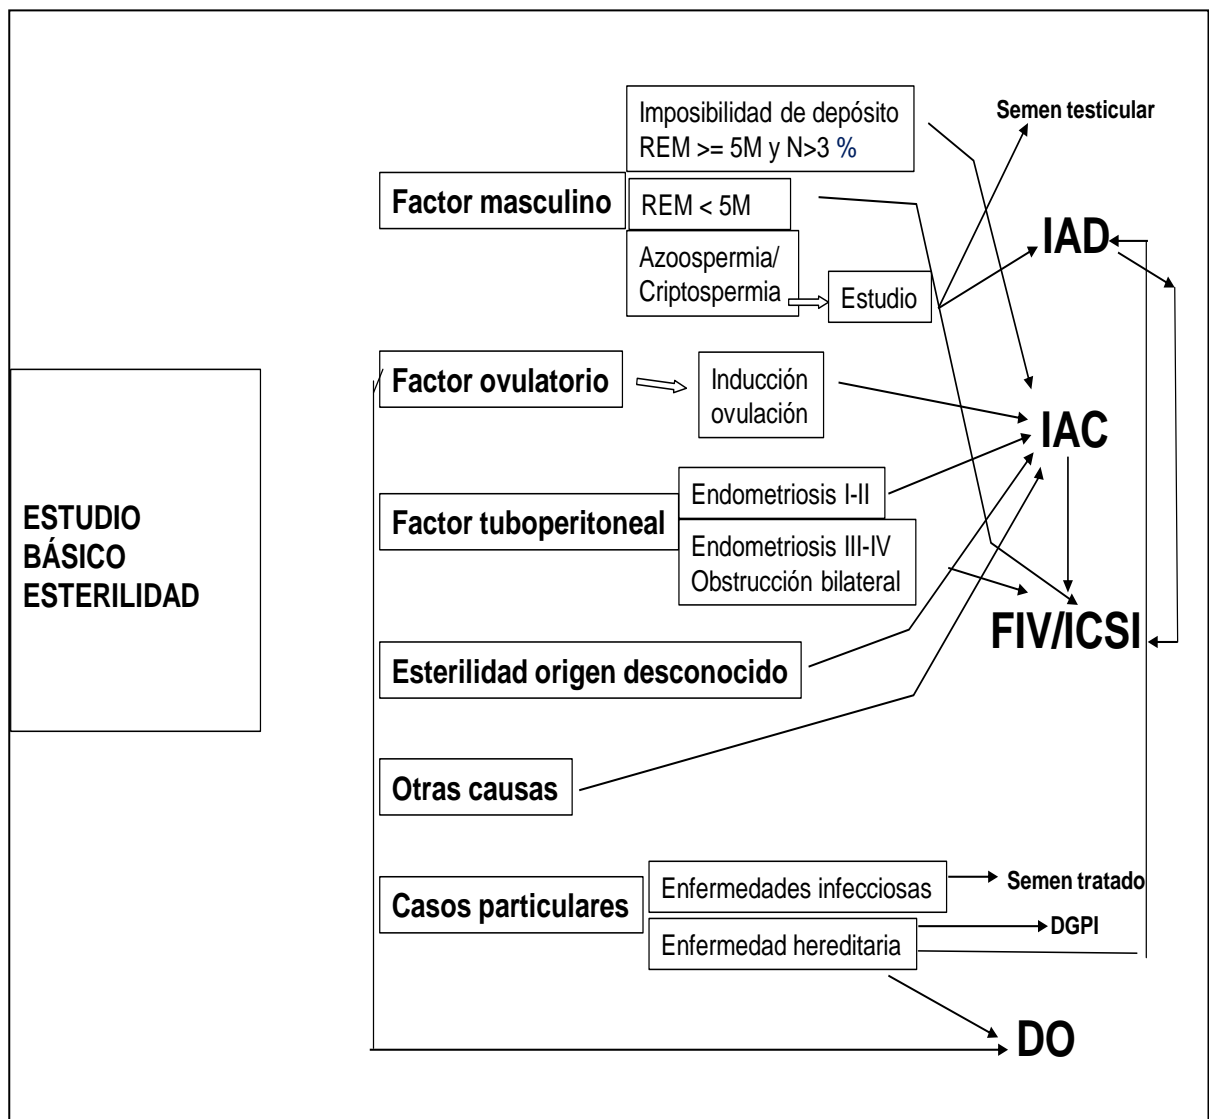 Imposibilidad de depósito
REM >= 5M y N>3 %
Semen testicular
Factor masculino
REM < 5M
IAD
Azoospermia/
Criptospermia
Estudio
Factor ovulatorio
Inducción
ovulación
IAC
Factor tuboperitoneal
Endometriosis I-II
Endometriosis III-IV
Obstrucción bilateral
ESTUDIO
BÁSICO
ESTERILIDAD
FIV/ICSI
Esterilidad origen desconocido
Otras causas
Casos particulares
Enfermedades infecciosas
Semen tratado
DGPI
Enfermedad hereditaria
DO